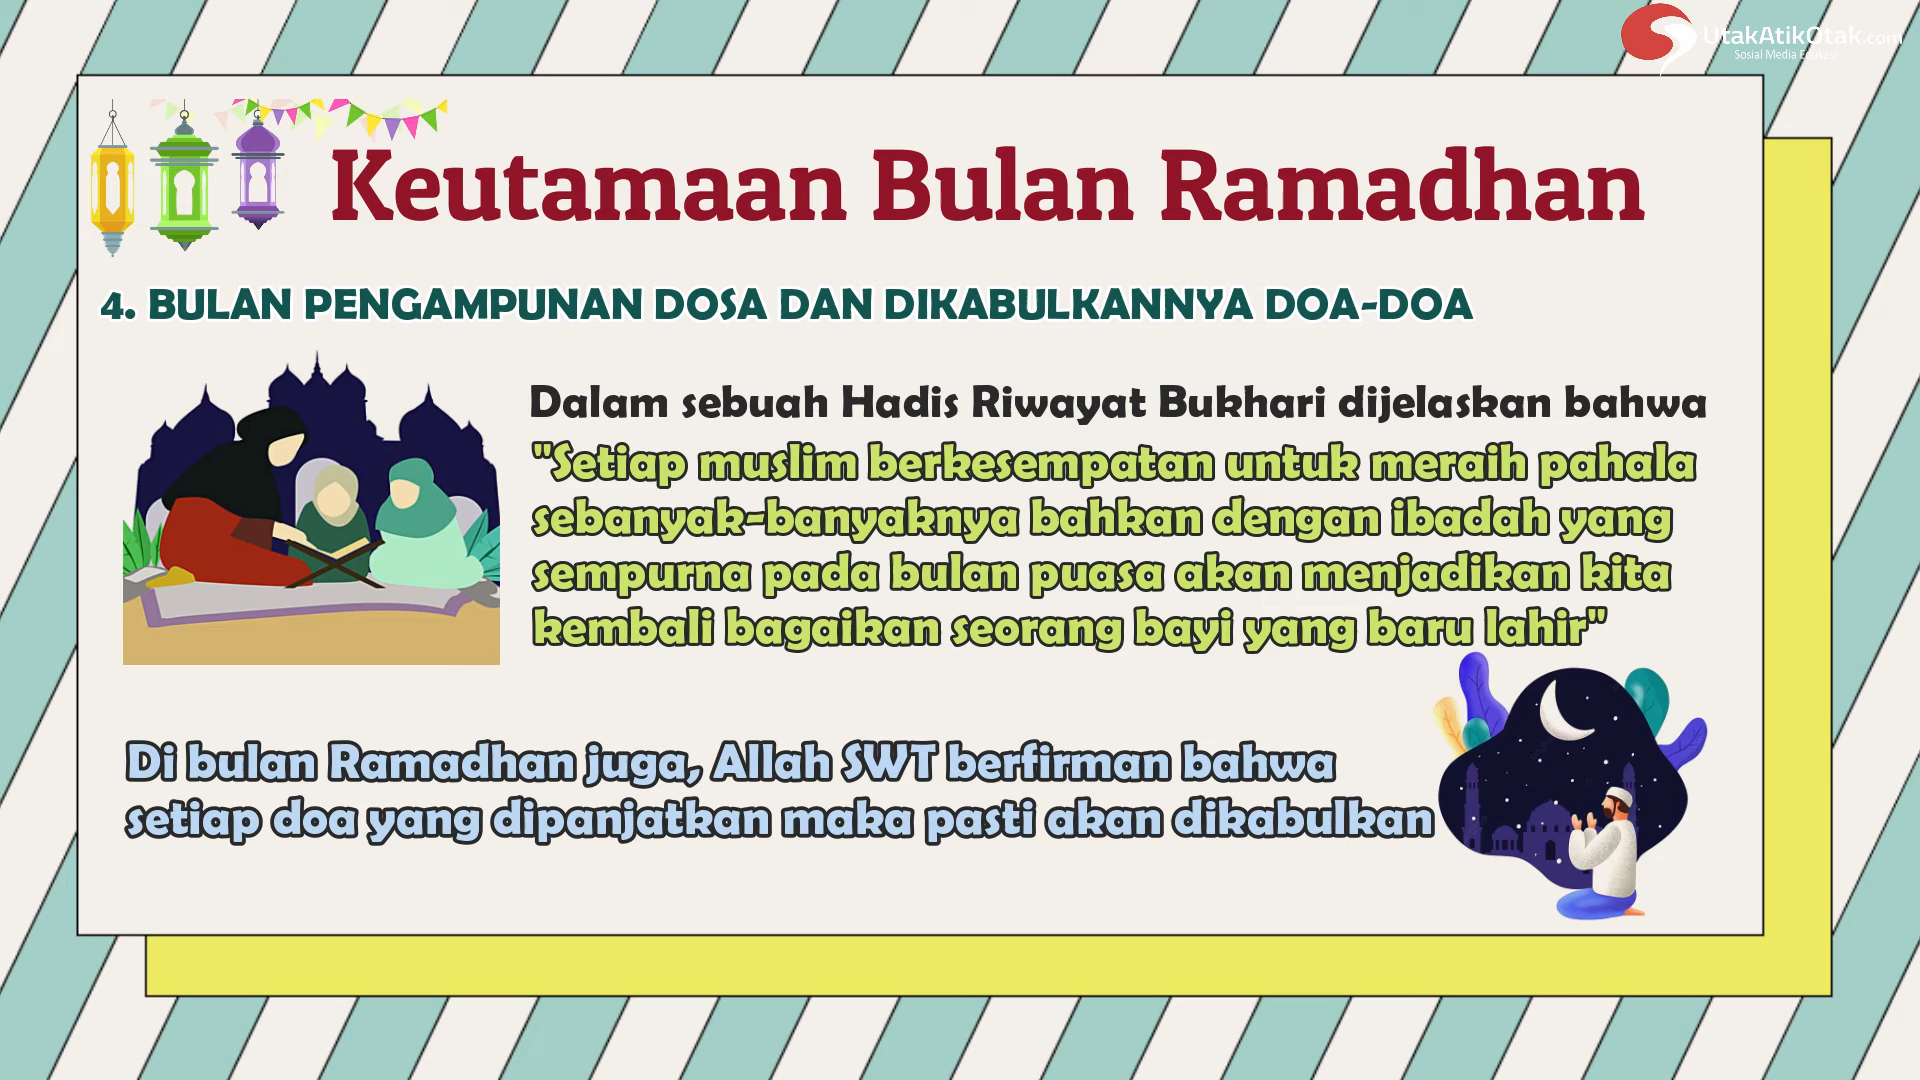 UtakAtikOtak.com
Sosial Media Edukasi
Keutamaan Bulan Ramadhan
4. BULAN PENGAMPUNAN DOSA DAN DIKABULKANNYA DOA-DOA
Dalam sebuah Hadis Riwayat Bukhari dijelaskan bahwa
"Setiap muslim berkesempatan untuk meraih pahala
sebanyak-banyaknya bahkan dengan ibadah yang
sempurna pada bulan puasa akan menjadikan kita
kembali bagaikan seorang bayi yang baru lahir"
Di bulan Ramadhan juga, Allah SWT berfirman bahwa
setiap doa yang dipanjatkan maka pasti akan dikabulkan